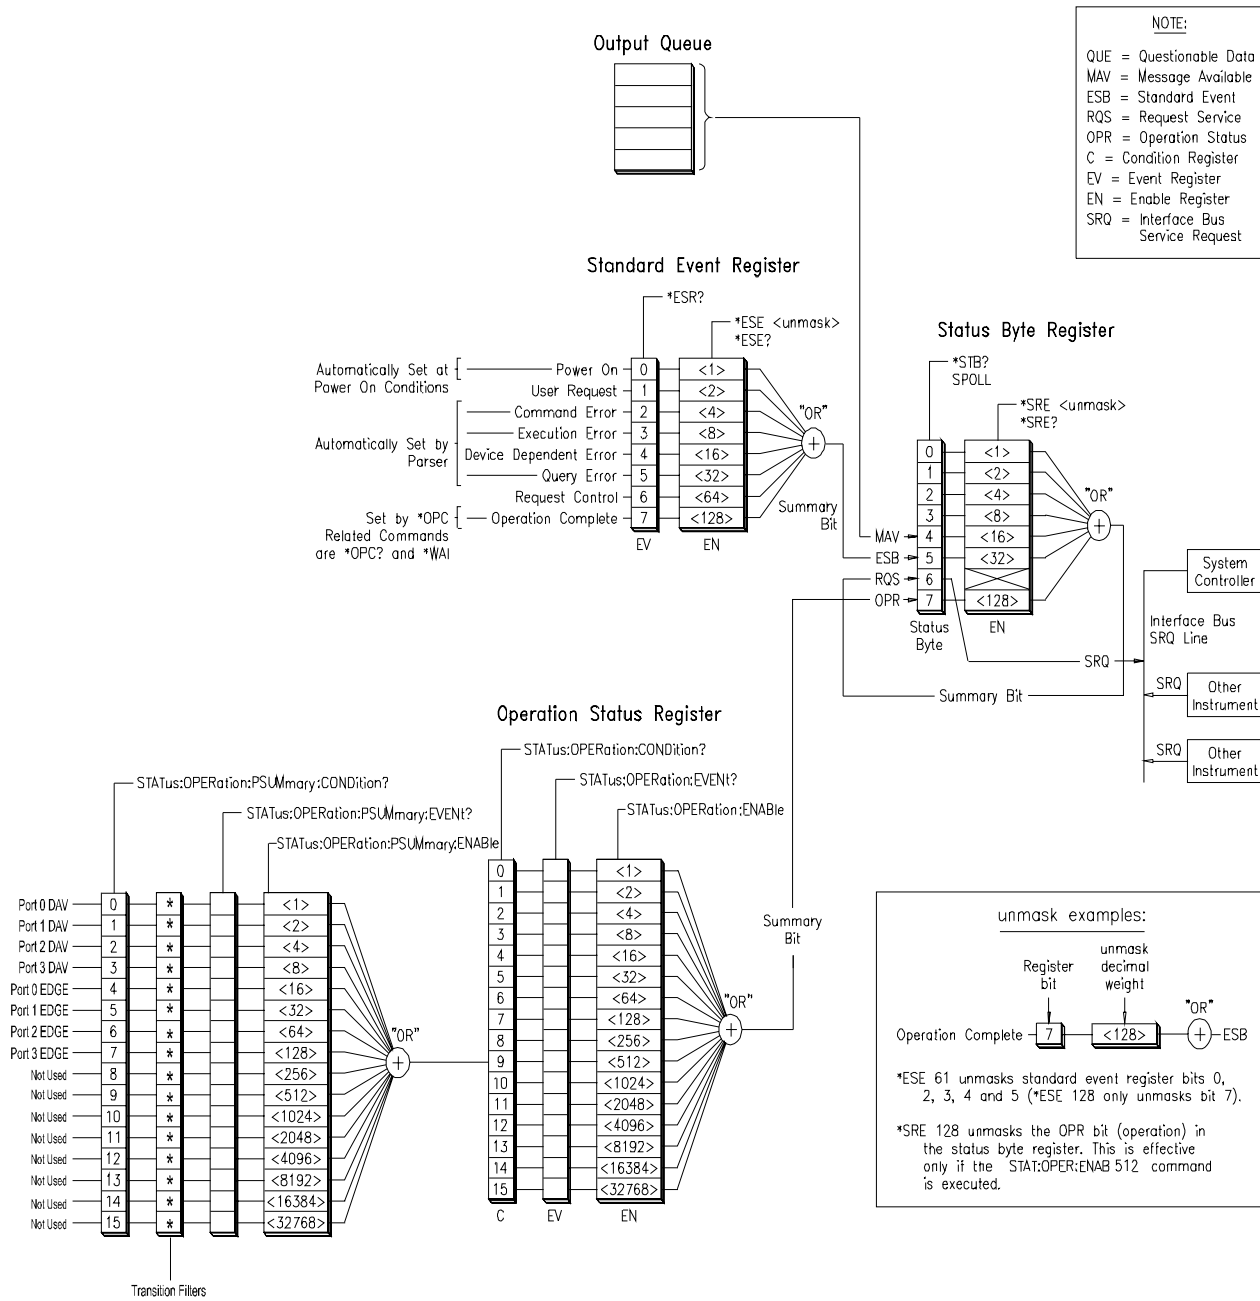 Output Queue
NOTE:
QUE = Questionable Data
MAV = Message Available
ESB = Standard Event
RQS = Request Service
OPR = Operation Status
C = Condition Register
EV = Event Register
EN = Enable Register
SRQ = Interface Bus
Service Request
Standard Event Register
*ESR?
*ESE <unmask>
*ESE?
Automatically Set at
Power On Conditions
Power On 0 <1>
User Request 1 <2>
Command Error 2 <4>
Execution Error 3 <8>
Automatically Set by
Parser
Device Dependent Error 4 <16>
Query Error 5 <32>
Request Control 6 <64>
Set by *OPC
Related Commands
are *OPC? and *WAI
Operation Complete 7 <128>
EV EN
"OR"
+
Summary
Bit
Status Byte Register
*STB?
SPOLL
*SRE <unmask>
*SRE?
0 <1>
1 <2>
2 <4>
3 <8>
MAV 4 <16>
ESB 5 <32>
RQS 6
OPR 7 <128>
Status
Byte
EN
"OR"
+
System
Controller
Interface Bus
SRQ Line
SRQ
Summary Bit
SRQ
Other
Instrument
SRQ
Other
Instrument
Operation Status Register
STATus:OPERation:CONDition?
STATus:OPERation:EVENt?
STATus:OPERation:ENABle
0 <1>
1 <2>
2 <4>
3 <8>
4 <16>
5 <32>
6 <64>
7 <128>
8 <256>
9 <512>
10 <1024>
11 <2048>
12 <4096>
13 <8192>
14 <16384>
15 <32768>
C EV EN
"OR"
+
Summary
Bit
STATus:OPERation:PSUMmary:CONDition?
STATus:OPERation:PSUMmary:EVENt?
STATus:OPERation:PSUMmary:ENABle
Port 0 DAV 0 * <1>
Port 1 DAV 1 * <2>
Port 2 DAV 2 * <4>
Port 3 DAV 3 * <8>
Port 0 EDGE 4 * <16>
Port 1 EDGE 5 * <32>
Port 2 EDGE 6 * <64>
Port 3 EDGE 7 * <128>
Not Used 8 * <256>
Not Used 9 * <512>
Not Used 10 * <1024>
Not Used 11 * <2048>
Not Used 12 * <4096>
Not Used 13 * <8192>
Not Used 14 * <16384>
Not Used 15 * <32768>
"OR"
+
Transition Filters
unmask examples:
Register
bit
unmask
decimal
weight
"OR"
Operation Complete 7 <128> + ESB
*ESE 61 unmasks standard event register bits 0,
2, 3, 4 and 5 (*ESE 128 only unmasks bit 7).
*SRE 128 unmasks the OPR bit (operation) in
the status byte register. This is effective
only if the STAT:OPER:ENAB 512 command
is executed.